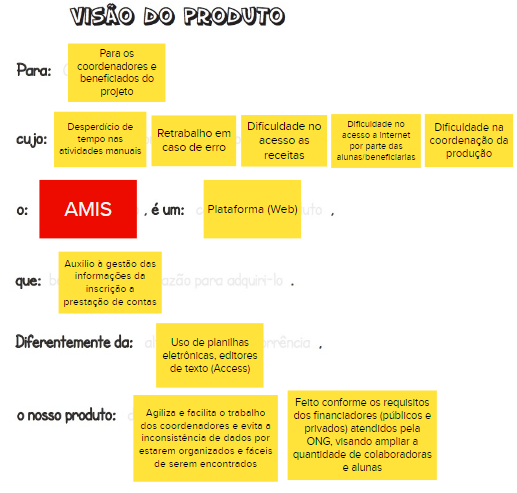 VISÃO DO PRODUTO
Para:
Para os
coordenadores e
beneficiados do
projeto
cujo:
Desperdício de
tempo nas
atividades manuais
Retrabalho em
caso de erro
Dificuldade no
acesso as
receitas
Dificuldade no
acesso a Internet
por parte das
alunas/beneficiarias
Dificuldade na
coordenação da
produção
o:
AMIS
, é um:
Plataforma (Web)
,
que:
Auxilio à gestão das
informações da
inscrição a
prestação de contas
razão para adquirí-lo
.
Diferentemente da:
Uso de planilhas
eletrônicas, editores
de texto (Access)
,
o nosso produto:
Agiliza e facilita o trabalho
dos coordenadores e evita a
inconsistência de dados por
estarem organizados e fáceis
de serem encontrados
Feito conforme os requisitos
dos financiadores (públicos e
privados) atendidos pela
ONG, visando ampliar a
quantidade de colaboradoras
e alunas